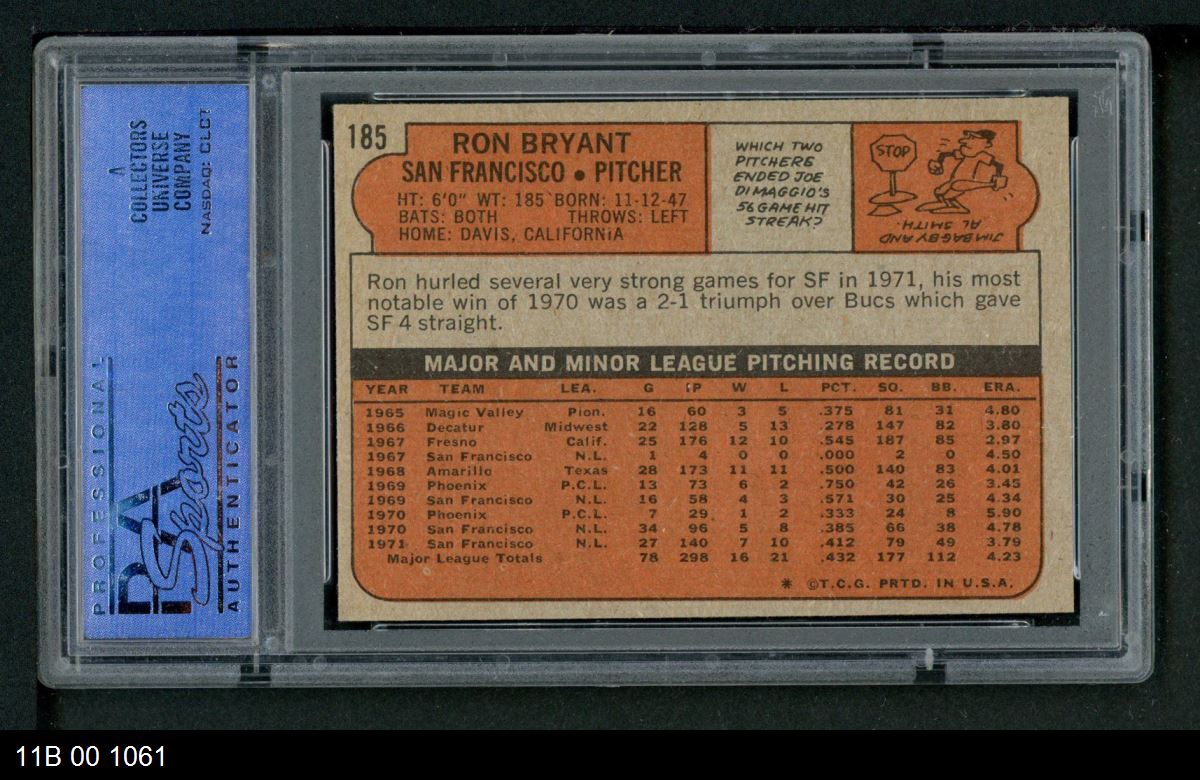 A
COLLECTORS
UNIVERSE
COMPANY
NASDAQ: CLCT
PROFESSIONAL
PSA
Sports
AUTHENTICATOR
185
RON BRYANT
SAN FRANCISCO • PITCHER
HT: 6'0" WT: 185 BORN: 11-12-47
BATS: BOTH THROWS: LEFT
HOME: DAVIS, CALIFORNIA
WHICH TWO
PITCHERS
ENDED JOE
DIMAGGIO'S
56 GAME HIT
STREAK?
STOP
JIM BAGBY AND
AL SMITH
Ron hurled several very strong games for SF in 1971, his most
notable win of 1970 was a 2-1 triumph over Bucs which gave
SF 4 straight.
MAJOR AND MINOR LEAGUE PITCHING RECORD
YEAR TEAM LEA. G IP W L PCT. SO. BB. ERA.
1965 Magic Valley Pion. 16 60 3 5 .375 81 31 4.80
1966 Decatur Midwest 22 128 5 13 .278 147 82 3.80
1967 Fresno Calif. 25 176 12 10 .545 187 85 2.97
1967 San Francisco N.L. 1 4 0 0 .000 2 0 4.50
1968 Amarillo Texas 28 173 11 11 .500 140 83 4.01
1969 Phoenix P.C.L. 13 73 6 2 .750 42 26 3.45
1969 San Francisco N.L. 16 58 4 3 .571 30 25 4.34
1970 Phoenix P.C.L. 7 29 1 2 .333 24 8 5.90
1970 San Francisco N.L. 34 96 5 8 .385 66 38 4.78
1971 San Francisco N.L. 27 140 7 10 .412 79 49 3.79
Major League Totals 78 298 16 21 .432 177 112 4.23
* ©T.C.G. PRTD. IN U.S.A.
11B 00 1061